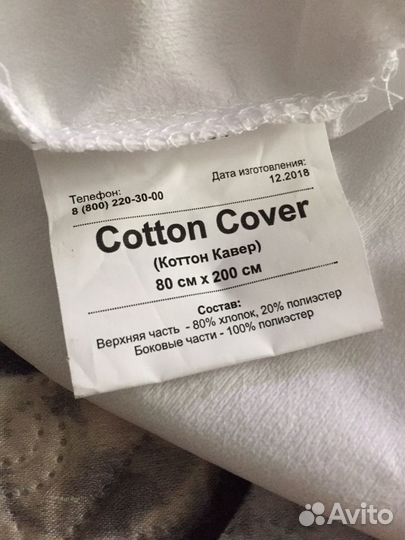 Телефон:
8 (800) 220-30-00
Дата изготовления:
12.2018
Cotton Cover
(Коттон Кавер)
80 см x 200 см
Состав:
Верхняя часть - 80% хлопок, 20% полиэстер
Боковые части - 100% полиэстер
Avito